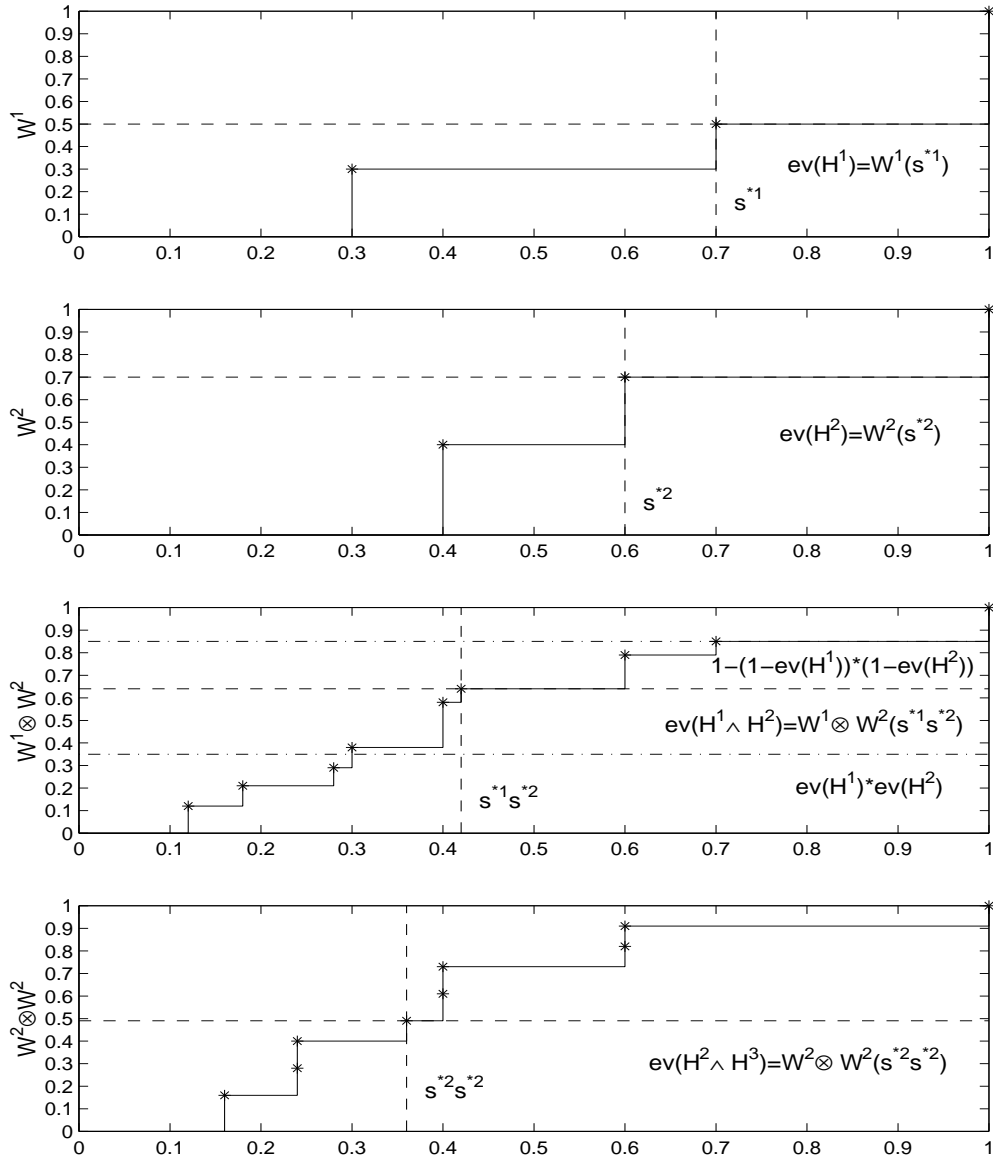 1
0.9
0.8
0.7
0.6
0.5
0.4
0.3
0.2
0.1
0
W^1
ev(H^1)=W^1(s^{*1})
s^{*1}
0 0.1 0.2 0.3 0.4 0.5 0.6 0.7 0.8 0.9 1
1
0.9
0.8
0.7
0.6
0.5
0.4
0.3
0.2
0.1
0
W^2
ev(H^2)=W^2(s^{*2})
s^{*2}
0 0.1 0.2 0.3 0.4 0.5 0.6 0.7 0.8 0.9 1
1
0.9
0.8
0.7
0.6
0.5
0.4
0.3
0.2
0.1
0
W^1⊗ W^2
1−(1−ev(H^1))*(1−ev(H^2))
ev(H^1∧ H^2)=W^1⊗ W^2(s^{*1}s^{*2})
ev(H^1)*ev(H^2)
s^{*1}s^{*2}
0 0.1 0.2 0.3 0.4 0.5 0.6 0.7 0.8 0.9 1
1
0.9
0.8
0.7
0.6
0.5
0.4
0.3
0.2
0.1
0
W^2⊗W^2
ev(H^2∧ H^3)=W^2⊗ W^2(s^{*2}s^{*2})
s^{*2}s^{*2}
0 0.1 0.2 0.3 0.4 0.5 0.6 0.7 0.8 0.9 1